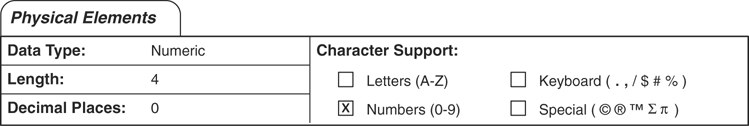 Physical Elements
Data Type: Numeric
Length: 4
Decimal Places: 0
Character Support:
Letters (A-Z)
Keyboard ( . , / $ # % )
X Numbers (0-9)
Special ( © ® ™ Σ π )